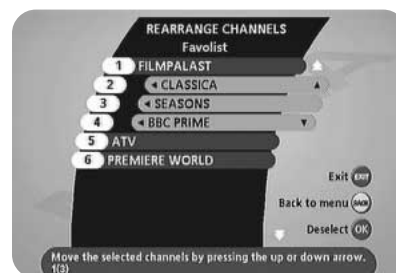 REARRANGE CHANNELS
Favolist
1 FILMPALAST
2 CLASSICA
3 SEASONS
4 BBC PRIME
5 ATV
6 PREMIERE WORLD
Exit EXIT
Back to menu BACK
Deselect OK
Move the selected channels by pressing the up or down arrow.
1(3)